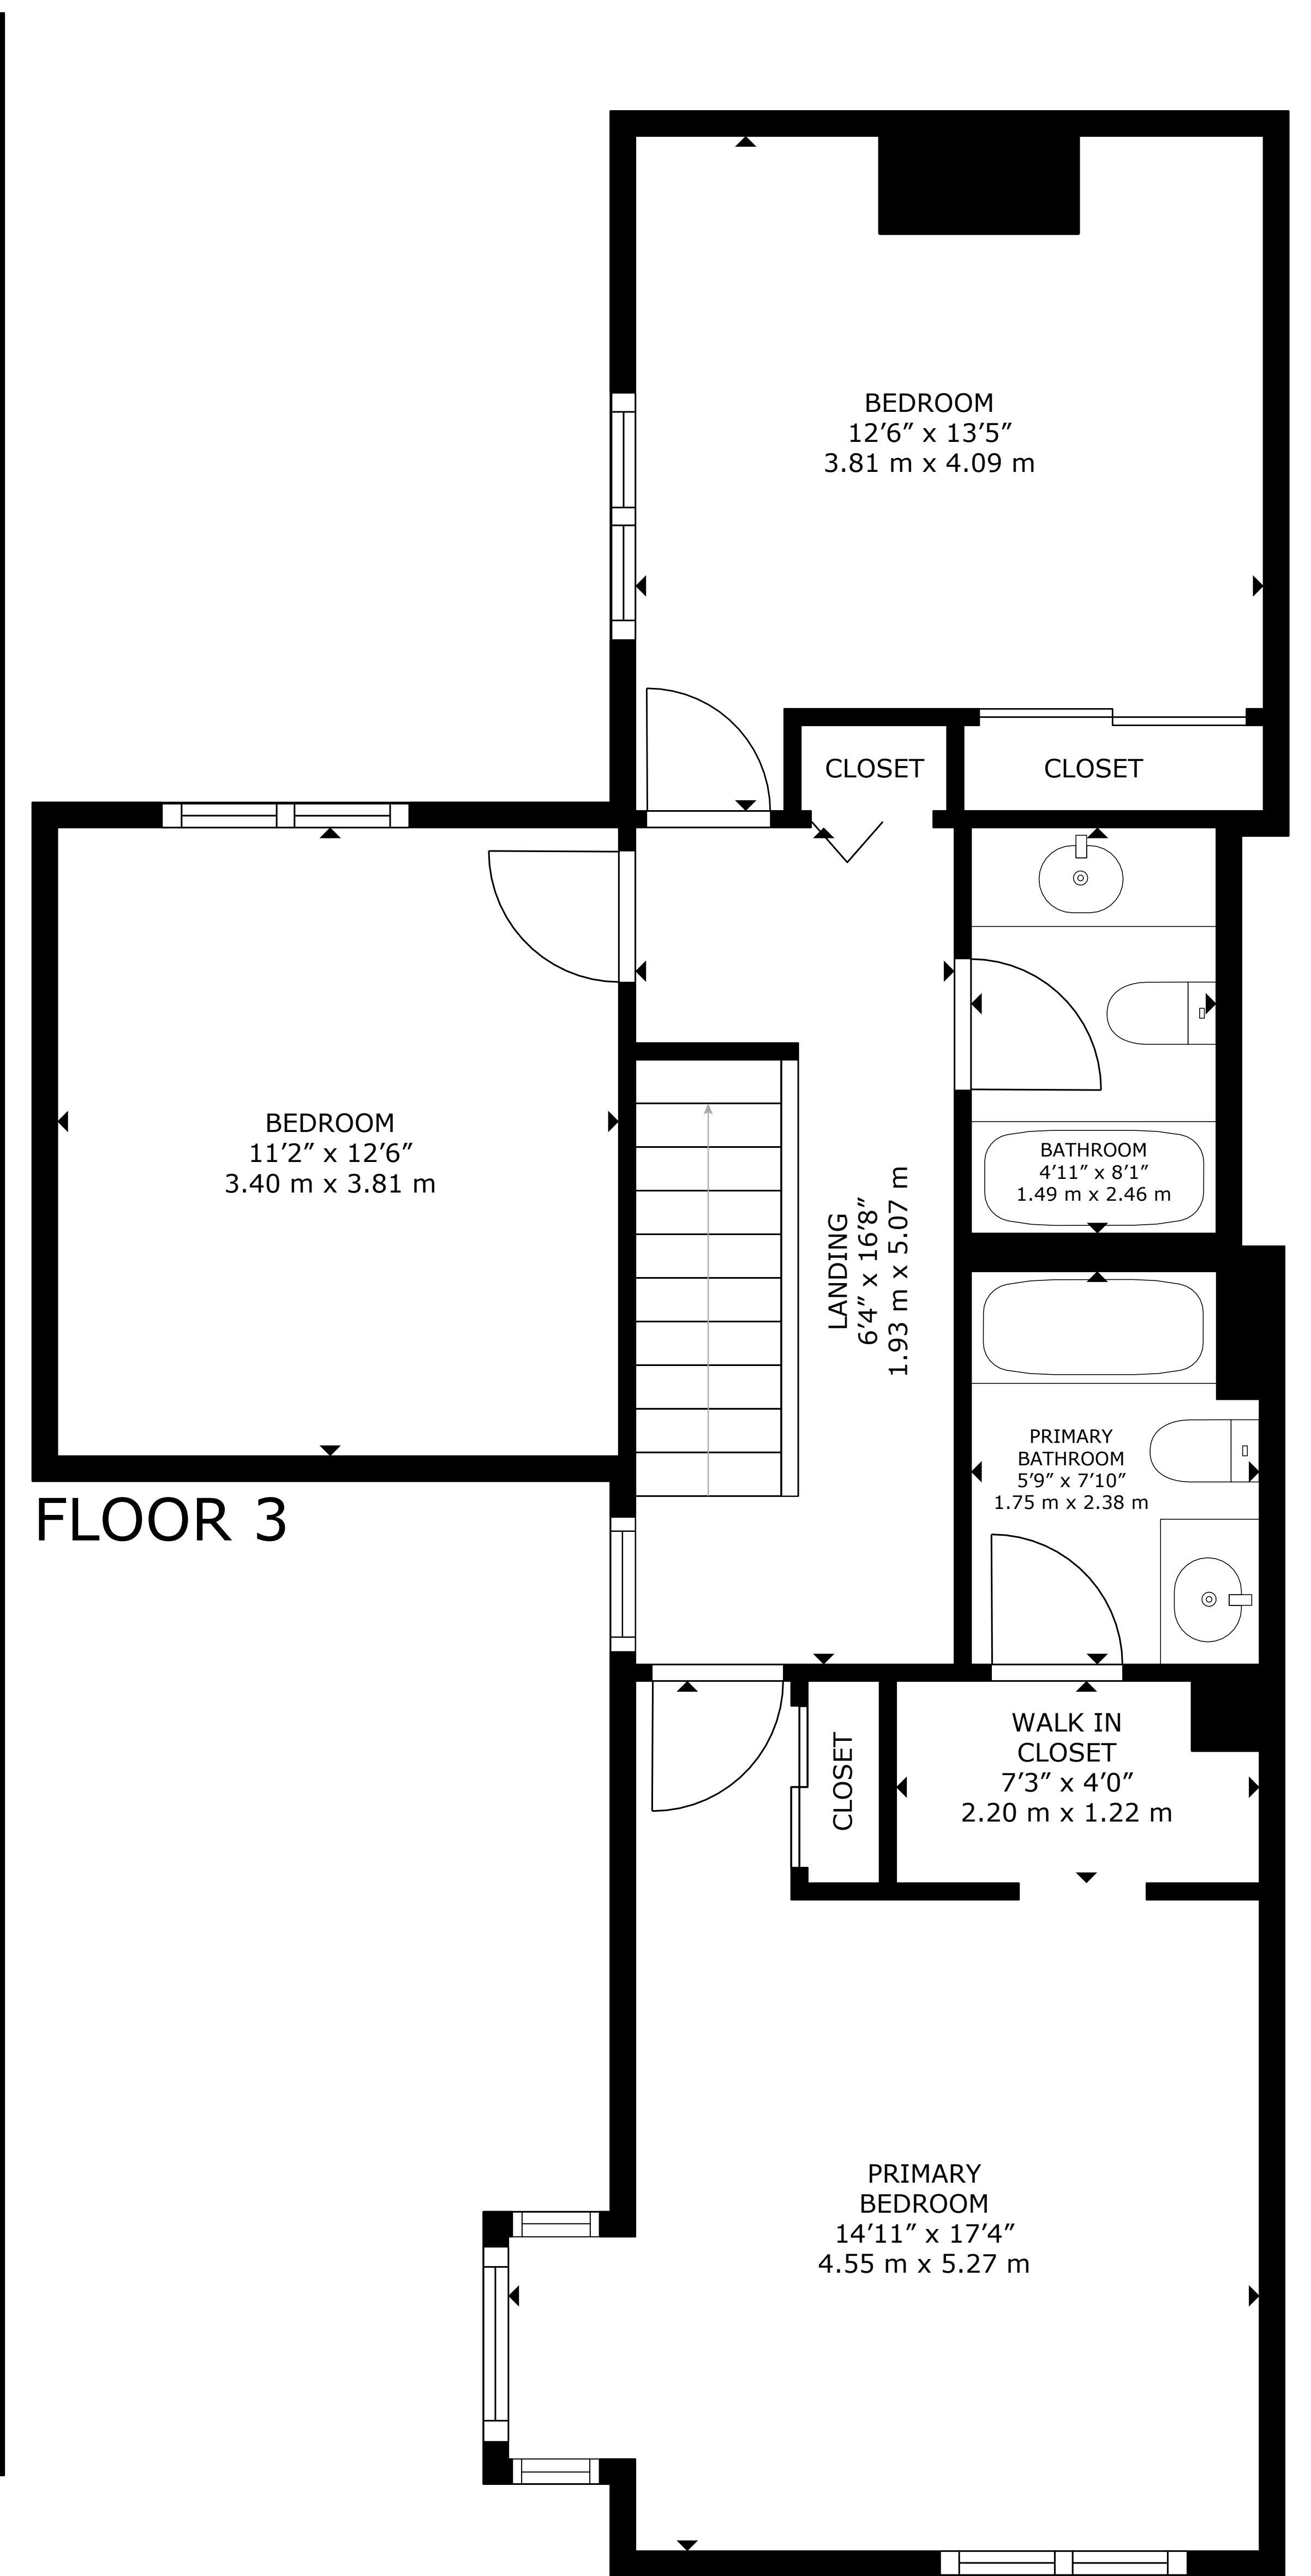 BEDROOM
12′6″ x 13′5″
3.81 m x 4.09 m
CLOSET
CLOSET
BEDROOM
11′2″ x 12′6″
3.40 m x 3.81 m
LANDING
6′4″ x 16′8″
1.93 m x 5.07 m
BATHROOM
4′11″ x 8′1″
1.49 m x 2.46 m
PRIMARY
BATHROOM
5′9″ x 7′10″
1.75 m x 2.38 m
FLOOR 3
CLOSET
WALK IN
CLOSET
7′3″ x 4′0″
2.20 m x 1.22 m
PRIMARY
BEDROOM
14′11″ x 17′4″
4.55 m x 5.27 m